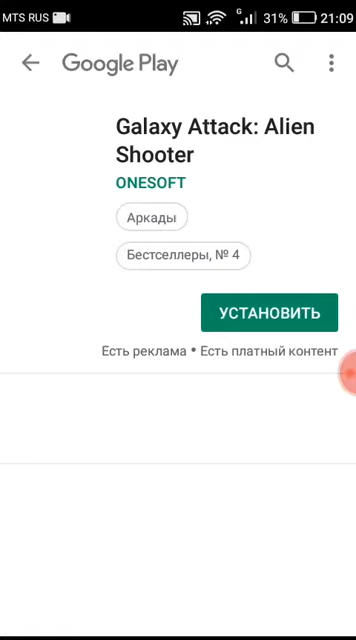 MTS RUS G 31% 21:09
Google Play
Galaxy Attack: Alien
Shooter
ONESOFT
Аркады
Бестселлеры, № 4
УСТАНОВИТЬ
Есть реклама • Есть платный контент